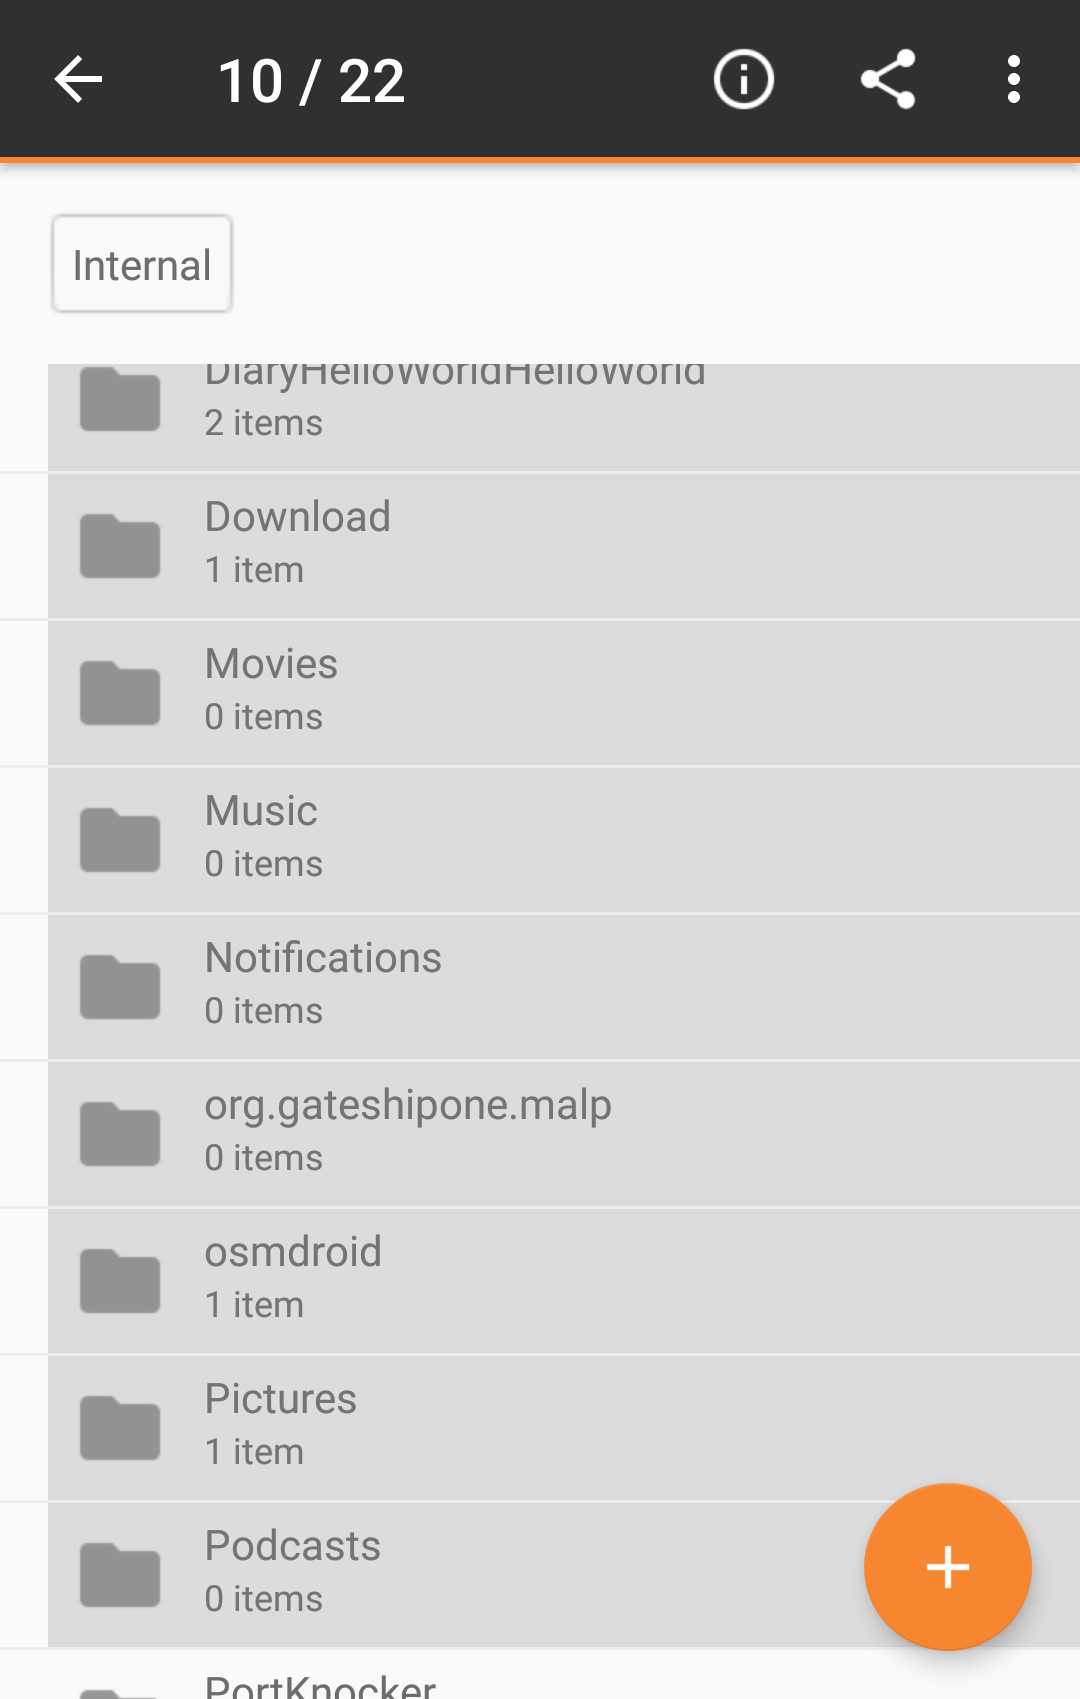 10 / 22
Internal
DiaryHelloWorldHelloWorld
2 items
Download
1 item
Movies
0 items
Music
0 items
Notifications
0 items
org.gateshipone.malp
0 items
osmdroid
1 item
Pictures
1 item
Podcasts
0 items
PortKnocker